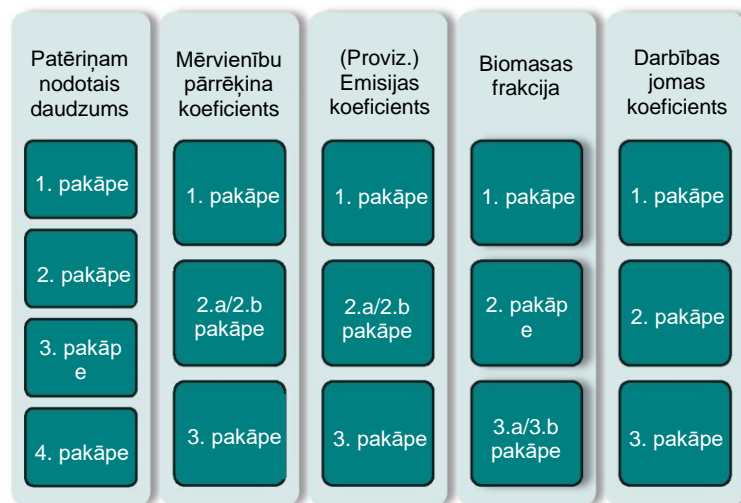 Patēriņam
nodotais
daudzums
1. pakāpe
2. pakāpe
3. pakāp
e
4. pakāpe
Mērvienību
pārrēķina
koeficients
1. pakāpe
2.a/2.b
pakāpe
3. pakāpe
(Proviz.)
Emisijas
koeficients
1. pakāpe
2.a/2.b
pakāpe
3. pakāpe
Biomasas
frakcija
1. pakāpe
2. pakāp
e
3.a/3.b
pakāpe
Darbības
jomas
koeficients
1. pakāpe
2. pakāpe
3. pakāpe